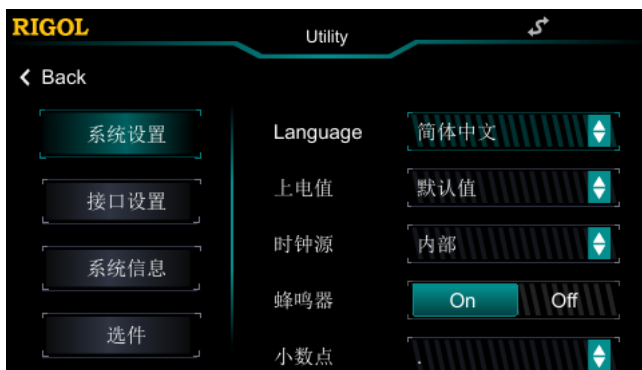 RIGOL
Utility
Back
系统设置
接口设置
系统信息
选件
Language 简体中文
上电值 默认值
时钟源 内部
蜂鸣器 On Off
小数点 .